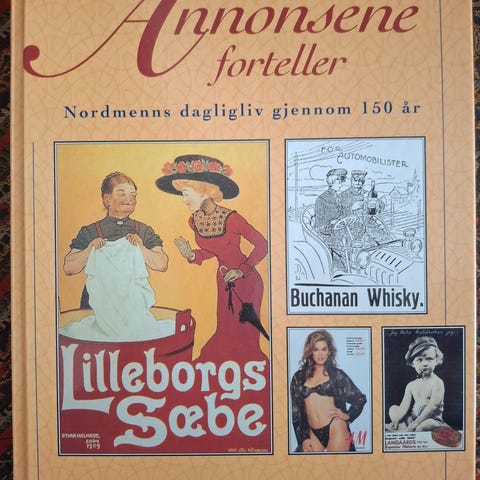 Annonsene
forteller
Nordmenns dagligliv gjennom 150 år
FOR
AUTOMOBILISTER
Buchanan Whisky.
Lilleborgs
Sæbe
H&M
LANGAARDS